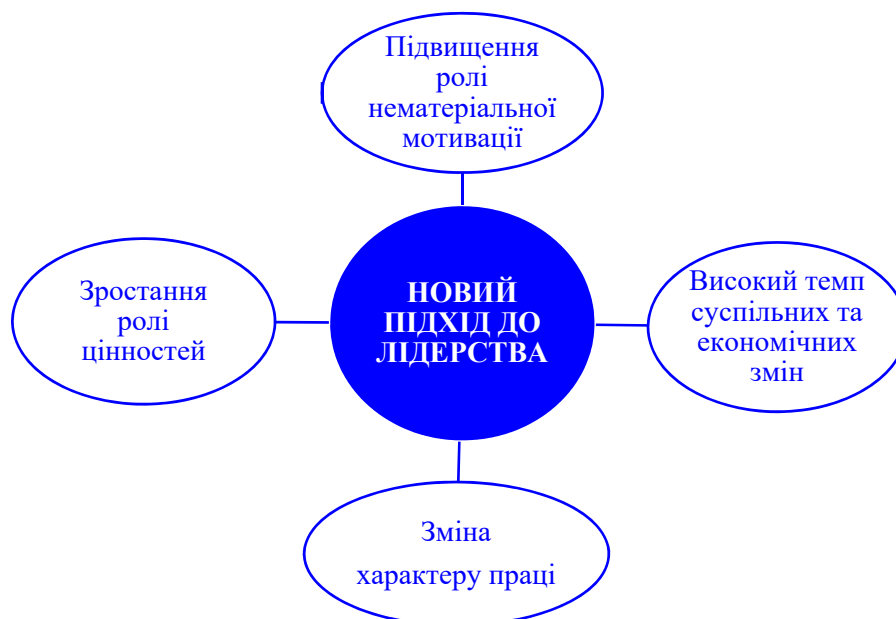 Підвищення
ролі
нематеріальної
мотивації
Зростання
ролі
цінностей
НОВИЙ
ПІДХІД ДО
ЛІДЕРСТВА
Високий темп
суспільних та
економічних
змін
Зміна
характеру праці